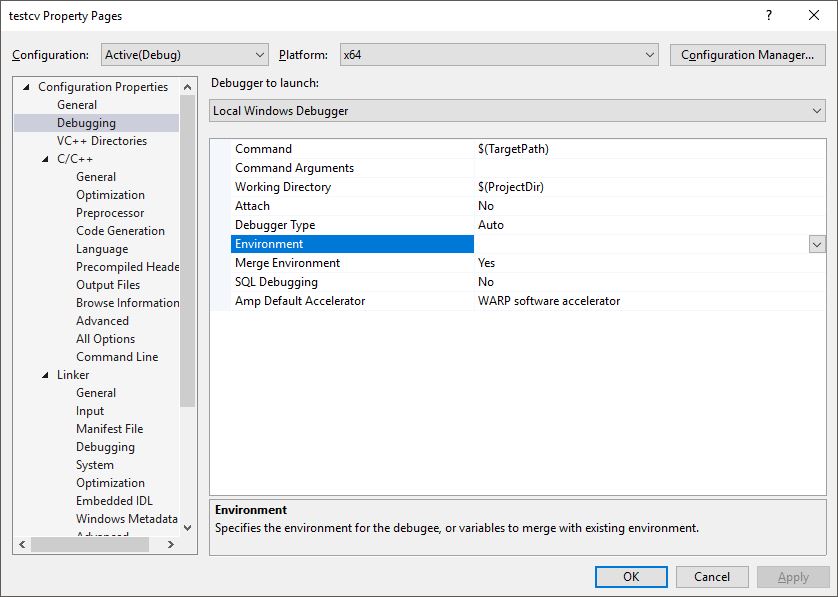 testcv Property Pages
?
Configuration: Active(Debug) Platform: x64 Configuration Manager...
Configuration Properties
General
Debugging
VC++ Directories
C/C++
General
Optimization
Preprocessor
Code Generation
Language
Precompiled Heade
Output Files
Browse Information
Advanced
All Options
Command Line
Linker
General
Input
Manifest File
Debugging
System
Optimization
Embedded IDL
Windows Metadata
Advanced
Debugger to launch:
Local Windows Debugger
Command $(TargetPath)
Command Arguments
Working Directory $(ProjectDir)
Attach No
Debugger Type Auto
Environment
Merge Environment Yes
SQL Debugging No
Amp Default Accelerator WARP software accelerator
Environment
Specifies the environment for the debugee, or variables to merge with existing environment.
OK Cancel Apply